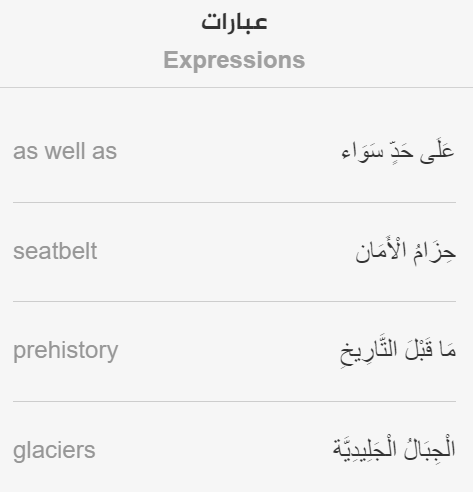 عبارات
Expressions
as well as عَلَى حَدٍّ سَوَاء
seatbelt حِزَامُ الْأَمَان
prehistory مَا قَبْلَ التَّارِيخِ
glaciers الْجِبَالُ الْجَلِيدِيَّة